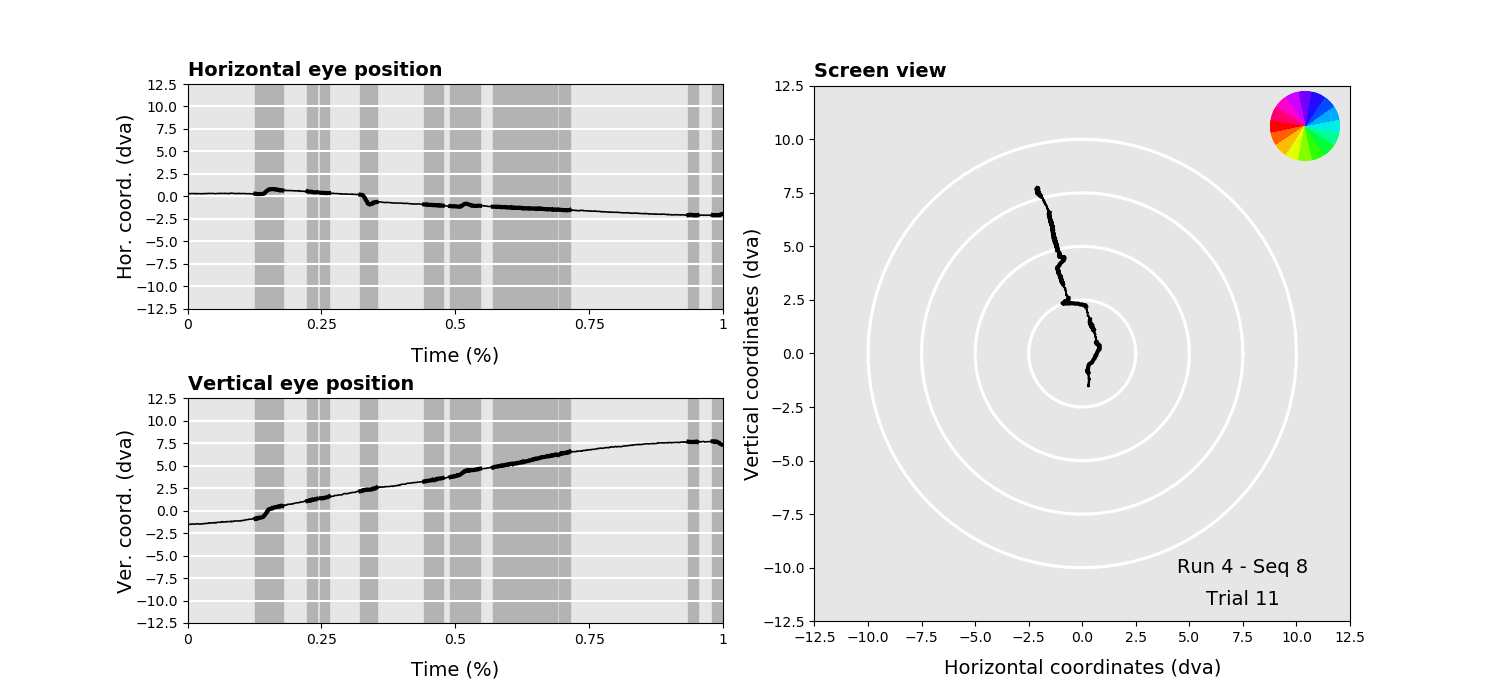 Horizontal eye position
Hor. coord. (dva)
12.5
10.0
7.5
5.0
2.5
0.0
−2.5
−5.0
−7.5
−10.0
−12.5
0 0.25 0.5 0.75 1
Time (%)
Vertical eye position
Ver. coord. (dva)
12.5
10.0
7.5
5.0
2.5
0.0
−2.5
−5.0
−7.5
−10.0
−12.5
0 0.25 0.5 0.75 1
Time (%)
Screen view
Vertical coordinates (dva)
12.5
10.0
7.5
5.0
2.5
0.0
−2.5
−5.0
−7.5
−10.0
−12.5
Run 4 - Seq 8
Trial 11
−12.5 −10.0 −7.5 −5.0 −2.5 0.0 2.5 5.0 7.5 10.0 12.5
Horizontal coordinates (dva)